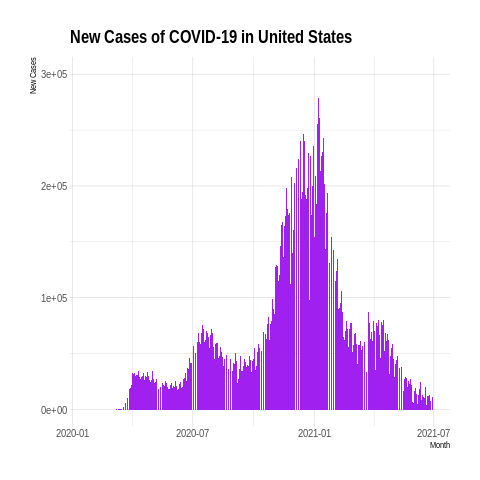 New Cases of COVID-19 in United States
New Cases
3e+05
2e+05
1e+05
0e+00
2020-01 2020-07 2021-01 2021-07
Month